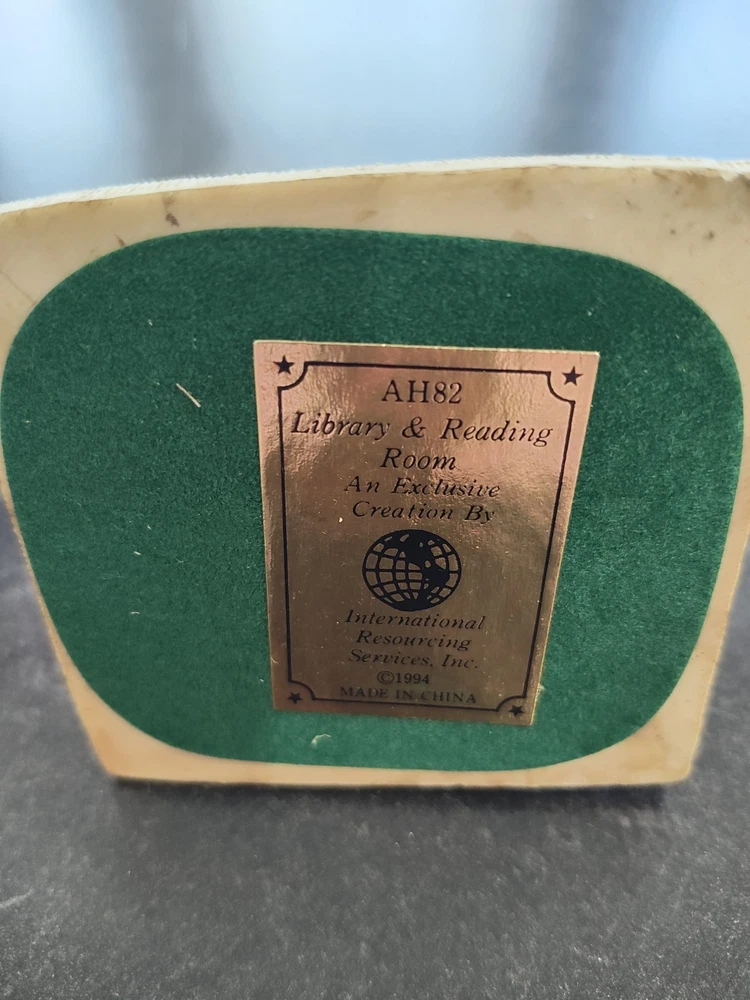 AH82
Library & Reading
Room
An Exclusive
Creation By
International
Resourcing
Services, Inc.
©1994
MADE IN CHINA